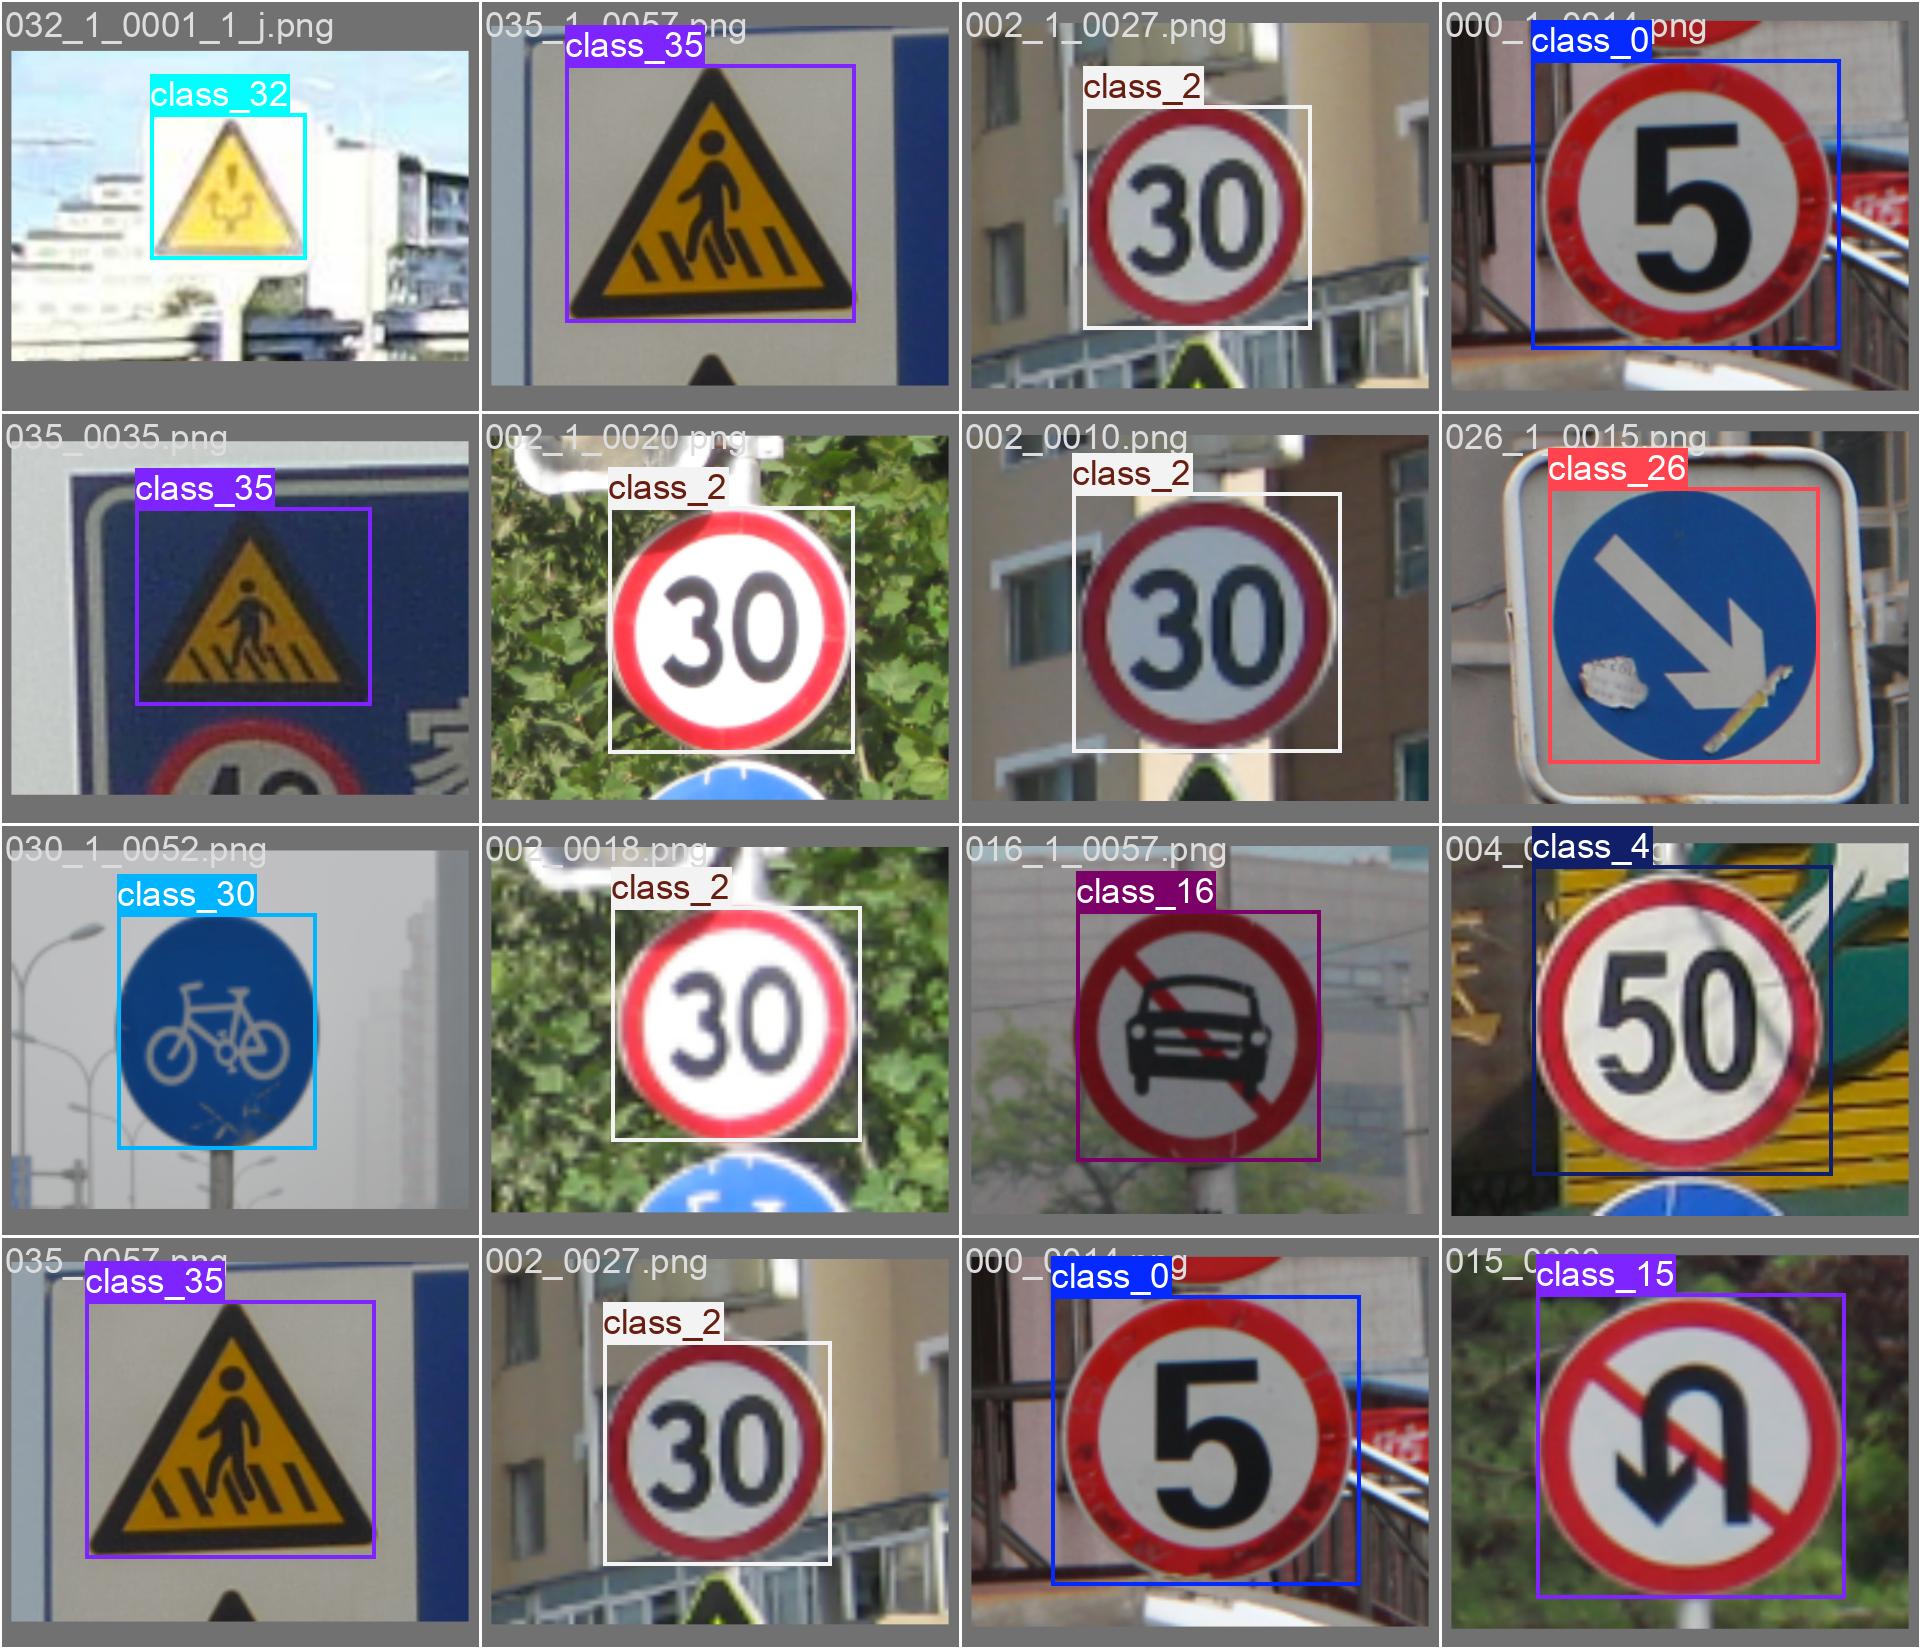 032_1_0001_1_j.png
class_32
class_35
002_1_0027.png
class_2
30
class_0
5
035_0035.png
class_35
002_1_0020.png
class_2
30
002_0010.png
class_2
30
026_1_0015.png
class_26
030_1_0052.png
class_30
002_0018.png
class_2
30
016_1_0057.png
class_16
class_4
50
class_35
002_0027.png
class_2
30
class_0
5
class_15